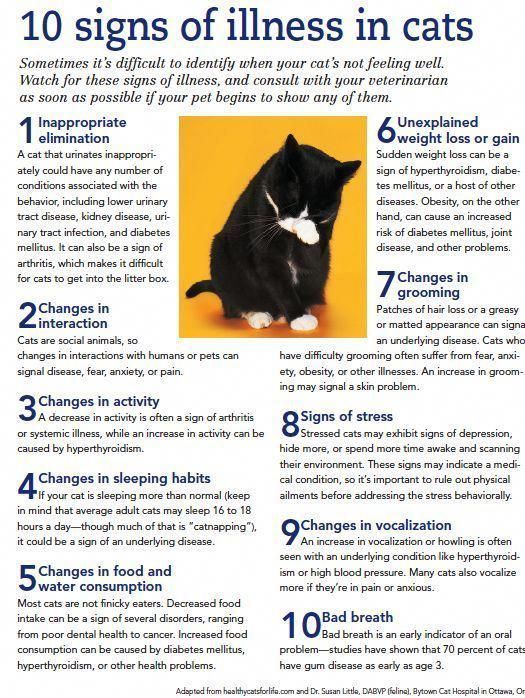 10 signs of illness in cats
Sometimes it's difficult to identify when your cat's not feeling well.
Watch for these signs of illness, and consult with your veterinarian
as soon as possible if your pet begins to show any of them.
1 Inappropriate
elimination
A cat that urinates inappropri-
ately could have any number of
conditions associated with the
behavior, including lower urinary
tract disease, kidney disease, uri-
nary tract infection, and diabetes
mellitus. It can also be a sign of
arthritis, which makes it difficult
for cats to get into the litter box.
2 Changes in
interaction
Cats are social animals, so
changes in interactions with humans or pets can
signal disease, fear, anxiety, or pain.
3 Changes in activity
A decrease in activity is often a sign of arthritis
or systemic illness, while an increase in activity can be
caused by hyperthyroidism.
4 Changes in sleeping habits
If your cat is sleeping more than normal (keep
in mind that average adult cats may sleep 16 to 18
hours a day—though much of that is "catnapping"),
it could be a sign of an underlying disease.
5 Changes in food and
water consumption
Most cats are not finicky eaters. Decreased food
intake can be a sign of several disorders, ranging
from poor dental health to cancer. Increased food
consumption can be caused by diabetes mellitus,
hyperthyroidism, or other health problems.
6 Unexplained
weight loss or gain
Sudden weight loss can be a
sign of hyperthyroidism, diabe-
tes mellitus, or a host of other
diseases. Obesity, on the other
hand, can cause an increased
risk of diabetes mellitus, joint
disease, and other problems.
7 Changes in
grooming
Patches of hair loss or a greasy
or matted appearance can signa
an underlying disease. Cats who
have difficulty grooming often suffer from fear, anxi-
ety, obesity, or other illnesses. An increase in groom-
ing may signal a skin problem.
8 Signs of stress
Stressed cats may exhibit signs of depression,
hide more, or spend more time awake and scanning
their environment. These signs may indicate a medi-
cal condition, so it's important to rule out physical
ailments before addressing the stress behaviorally.
9 Changes in vocalization
An increase in vocalization or howling is often
seen with an underlying condition like hyperthyroid-
ism or high blood pressure. Many cats also vocalize
more if they're in pain or anxious.
10 Bad breath
Bad breath is an early indicator of an oral
problem—studies have shown that 70 percent of cats
have gum disease as early as age 3.
Adapted from healthycatsforlife.com and Dr. Susan Little, DABVP (feline), Bytown Cat Hospital in Ottawa, On